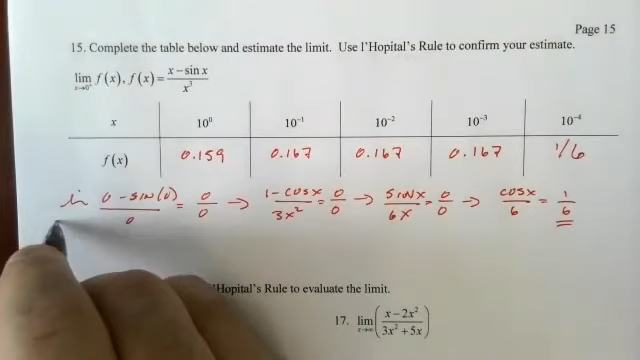 Page 15
15. Complete the table below and estimate the limit. Use l'Hopital's Rule to confirm your estimate.
lim x→0⁺ f(x), f(x) = (x − sin x)/x³
x 10⁰ 10⁻¹ 10⁻² 10⁻³ 10⁻⁴
f(x) 0.159 0.167 0.167 0.167 1/6
(0 − sin(0))/0 = 0/0 → (1 − cosx)/3x² = 0/0 → sinx/6x = 0/0 → cosx/6 = 1/6
'Hopital's Rule to evaluate the limit.
17. lim x→∞ ((x − 2x²)/(3x² + 5x))